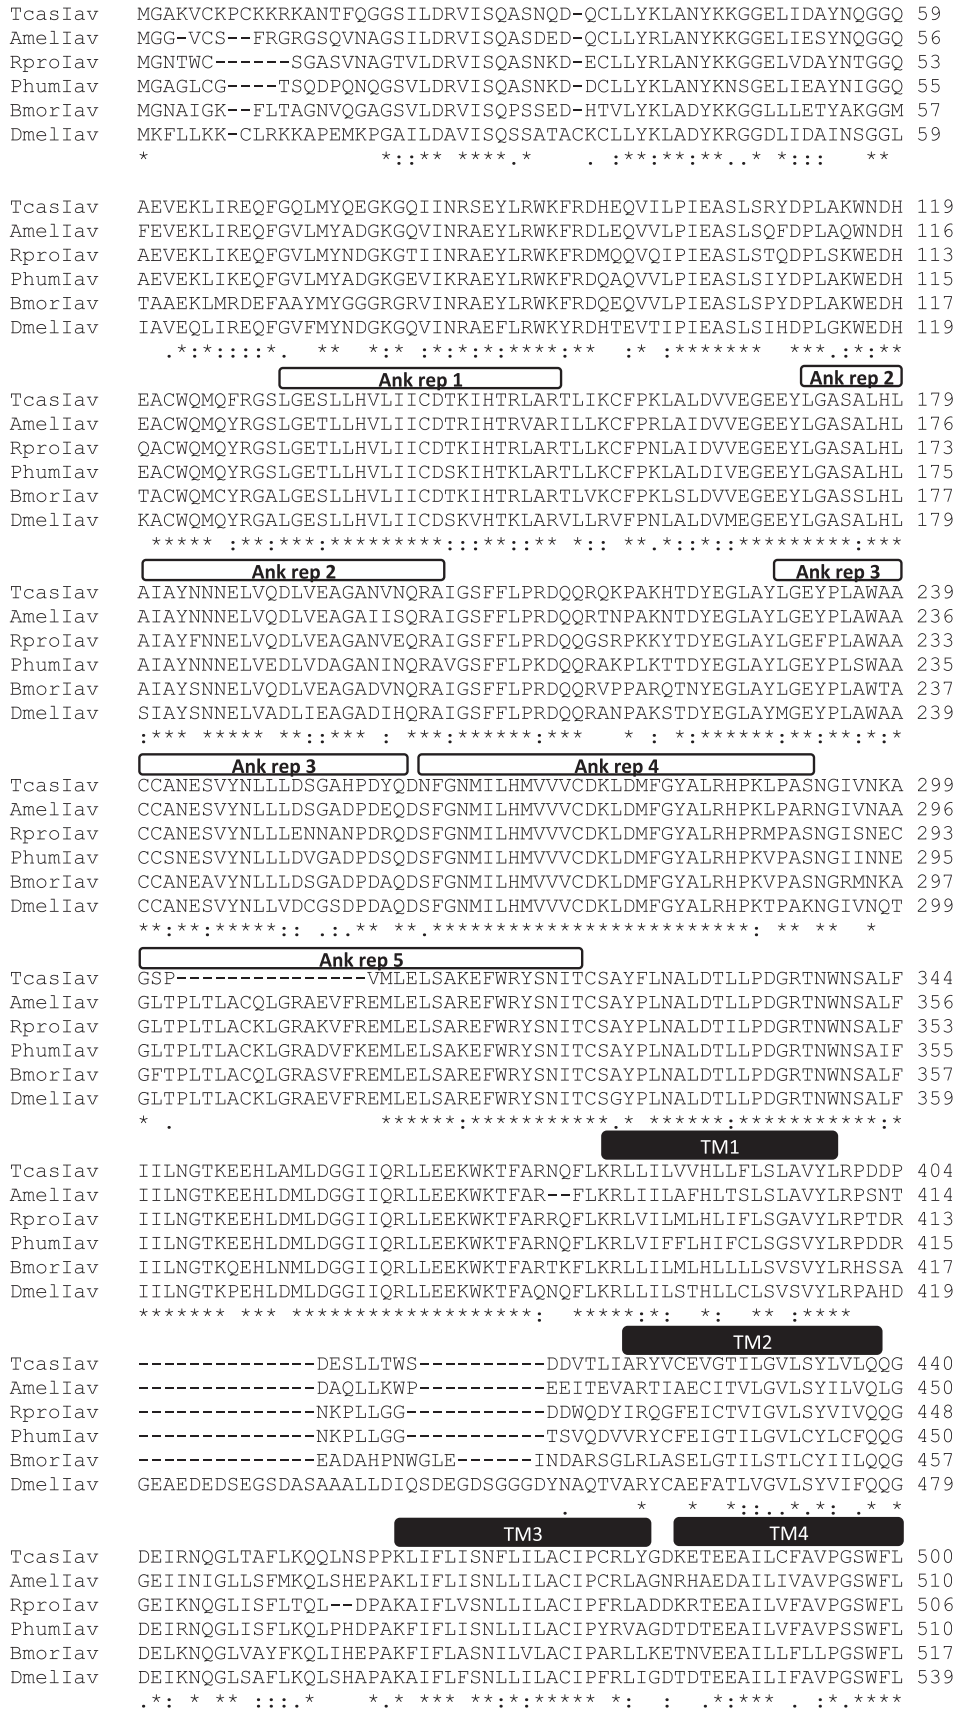 TcasIav MGAKVCKPCKKRKANTFQGGSILDRVISQASNQD-QCLLYKLANYKKGGELIDAYNQGGQ 59
AmelIav MGG-VCS--FRGRGSQVNAGSILDRVISQASDED-QCLLYRLANYKKGGELIESYNQGGQ 56
RproIav MGNTWC------SGASVNAGTVLDRVISQASNKD-ECLLYKLANYKKGGELVDAYNTGGQ 53
PhumIav MGAGLCG----TSQDPQNQGSVLDRVISQASNKD-DCLLYKLANYKNSGELIEAYNIGGQ 55
BmorIav MGNAIGK--FLTAGNVQGAGSVLDRVISQPSSED-HTVLYKLADYKKGGLLLETYAKGGM 57
DmelIav MKFLLKK-CLRKKAPEMKPGAILDAVISQSSATACKCLLYKLADYKRGGDLIDAINSGGL 59
* *::** ****.* . :**:**:**..* *::: **
TcasIav AEVEKLIREQFGQLMYQEGKGQIINRSEYLRWKFRDHEQVILPIEASLSRYDPLAKWNDH 119
AmelIav FEVEKLIREQFGVLMYADGKGQVINRAEYLRWKFRDLEQVVLPIEASLSQFDPLAQWNDH 116
RproIav AEVEKLIKEQFGVLMYNDGKGTIINRAEYLRWKFRDMQQVQIPIEASLSTQDPLSKWEDH 113
PhumIav AEVEKLIKEQFGVLMYADGKGEVIKRAEYLRWKFRDQAQVVLPIEASLSIYDPLAKWEDH 115
BmorIav TAAEKLMRDEFAAYMYGGGRGRVINRAEYLRWKFRDQEQVVLPIEASLSPYDPLAKWEDH 117
DmelIav IAVEQLIREQFGVFMYNDGKGQVINRAEFLRWKYRDHTEVTIPIEASLSIHDPLGKWEDH 119
.*:*::::*. ** *:* :*:*:*:****:** :* :******* ***.:*:**
Ank rep 1 Ank rep 2
TcasIav EACWQMQFRGSLGESLLHVLIICDTKIHTRLARTLIKCFPKLALDVVEGEEYLGASALHL 179
AmelIav EACWQMQYRGSLGETLLHVLIICDTRIHTRVARILLKCFPRLAIDVVEGEEYLGASALHL 176
RproIav QACWQMQYRGSLGETLLHVLIICDTKIHTRLARTLLKCFPNLAIDVVEGEEYLGASALHL 173
PhumIav EACWQMQYRGSLGETLLHVLIICDSKIHTRLARTLLKCFPKLALDIVEGEEYLGASALHL 175
BmorIav TACWQMCYRGALGESLLHVLIICDTKIHTRLARTLVKCFPKLSLDVVEGEEYLGASSLHL 177
DmelIav KACWQMQYRGALGESLLHVLIICDSKVHTKLARVLLRVFPNLALDVMEGEEYLGASALHL 179
***** :**:***:*********:::**::** *:: **.*::*::*********:***
Ank rep 2 Ank rep 3
TcasIav AIAYNNNELVQDLVEAGANVNQRAIGSFFLPRDQQRQKPAKHTDYEGLAYLGEYPLAWAA 239
AmelIav AIAYNNNELVQDLVEAGAIISQRAIGSFFLPRDQQRTNPAKNTDYEGLAYLGEYPLAWAA 236
RproIav AIAYFNNELVQDLVEAGANVEQRAIGSFFLPRDQQGSRPKKYTDYEGLAYLGEFPLAWAA 233
PhumIav AIAYNNNELVEDLVDAGANINQRAVGSFFLPKDQQRAKPLKTTDYEGLAYLGEYPLSWAA 235
BmorIav AIAYSNNELVQDLVEAGADVNQRAIGSFFLPRDQQRVPPARQTNYEGLAYLGEYPLAWTA 237
DmelIav SIAYSNNELVADLIEAGADIHQRAIGSFFLPRDQQRANPAKSTDYEGLAYMGEYPLAWAA 239
:*** ***** **::*** : ***:******:*** * : *:******:**:**:*:*
Ank rep 3 Ank rep 4
TcasIav CCANESVYNLLLDSGAHPDYQDNFGNMILHMVVVCDKLDMFGYALRHPKLPASNGIVNKA 299
AmelIav CCANESVYNLLLDSGADPDEQDSFGNMILHMVVVCDKLDMFGYALRHPKLPARNGIVNAA 296
RproIav CCANESVYNLLLENNANPDRQDSFGNMILHMVVVCDKLDMFGYALRHPRMPASNGISNEC 293
PhumIav CCSNESVYNLLLDVGADPDSQDSFGNMILHMVVVCDKLDMFGYALRHPKVPASNGIINNE 295
BmorIav CCANEAVYNLLLDSGADPDAQDSFGNMILHMVVVCDKLDMFGYALRHPKVPASNGRMNKA 297
DmelIav CCANESVYNLLVDCGSDPDAQDSFGNMILHMVVVCDKLDMFGYALRHPKTPAKNGIVNQT 299
**:**:*****:: .:.** **.*************************: ** ** *
Ank rep 5
TcasIav GSP---------------VMLELSAKEFWRYSNITCSAYFLNALDTLLPDGRTNWNSALF 344
AmelIav GLTPLTLACQLGRAEVFREMLELSAREFWRYSNITCSAYPLNALDTLLPDGRTNWNSALF 356
RproIav GLTPLTLACKLGRAKVFREMLELSAREFWRYSNITCSAYPLNALDTILPDGRTNWNSALF 353
PhumIav GLTPLTLACKLGRADVFKEMLELSAKEFWRYSNITCSAYPLNALDTLLPDGRTNWNSAIF 355
BmorIav GFTPLTLACQLGRASVFREMLELSAREFWRYSNITCSAYPLNALDTLLPDGRTNWNSALF 357
DmelIav GLTPLTLACKLGRAEVFREMLELSAREFWRYSNITCSGYPLNALDTLLPDGRTNWNSALF 359
* . ******:***********.* ******:***********:*
TM1
TcasIav IILNGTKEEHLAMLDGGIIQRLLEEKWKTFARNQFLKRLLILVVHLLFLSLAVYLRPDDP 404
AmelIav IILNGTKEEHLDMLDGGIIQRLLEEKWKTFAR--FLKRLIILAFHLTSLSLAVYLRPSNT 414
RproIav IILNGTKEEHLDMLDGGIIQRLLEEKWKTFARRQFLKRLVILMLHLIFLSGAVYLRPTDR 413
PhumIav IILNGTKEEHLDMLDGGIIQRLLEEKWKTFARNQFLKRLVIFFLHIFCLSGSVYLRPDDR 415
BmorIav IILNGTKQEHLNMLDGGIIQRLLEEKWKTFARTKFLKRLLILMLHLLLLSVSVYLRHSSA 417
DmelIav IILNGTKPEHLDMLDGGIIQRLLEEKWKTFAQNQFLKRLLILSTHLLCLSVSVYLRPAHD 419
******* *** *******************: *****:*: *: ** :****
TM2
TcasIav --------------DESLLTWS----------DDVTLIARYVCEVGTILGVLSYLVLQQG 440
AmelIav --------------DAQLLKWP----------EEITEVARTIAECITVLGVLSYILVQLG 450
RproIav --------------NKPLLGG-----------DDWQDYIRQGFEICTVIGVLSYVIVQQG 448
PhumIav --------------NKPLLGG-----------TSVQDVVRYCFEIGTILGVLCYLCFQQG 450
BmorIav --------------EADAHPNWGLE------INDARSGLRLASELGTILSTLCYIILQQG 457
DmelIav GEAEDEDSEGSDASAAALLDIQSDEGDSGGGDYNAQTVARYCAEFATLVGVLSYVIFQQG 479
. * * *::..*.*: .* *
TM3 TM4
TcasIav DEIRNQGLTAFLKQQLNSPPKLIFLISNFLILACIPCRLYGDKETEEAILCFAVPGSWFL 500
AmelIav GEIINIGLLSFMKQLSHEPAKLIFLISNLLILACIPCRLAGNRHAEDAILIVAVPGSWFL 510
RproIav GEIKNQGLISFLTQL--DPAKAIFLVSNLLILACIPFRLADDKRTEEAILVFAVPGSWFL 506
PhumIav DEIRNQGLISFLKQLPHDPAKFIFLISNLLILACIPYRVAGDTDTEEAILVFAVPSSWFL 510
BmorIav DELKNQGLVAYFKQLIHEPAKFIFLASNILVLACIPARLLKETNVEEAILLFLLPGSWFL 517
DmelIav DEIKNQGLSAFLKQLSHAPAKAIFLFSNLLILACIPFRLIGDTDTEEAILIFAVPGSWFL 539
.*: * ** :::.* *.* *** **:*:***** *: : .*:*** . :*.****